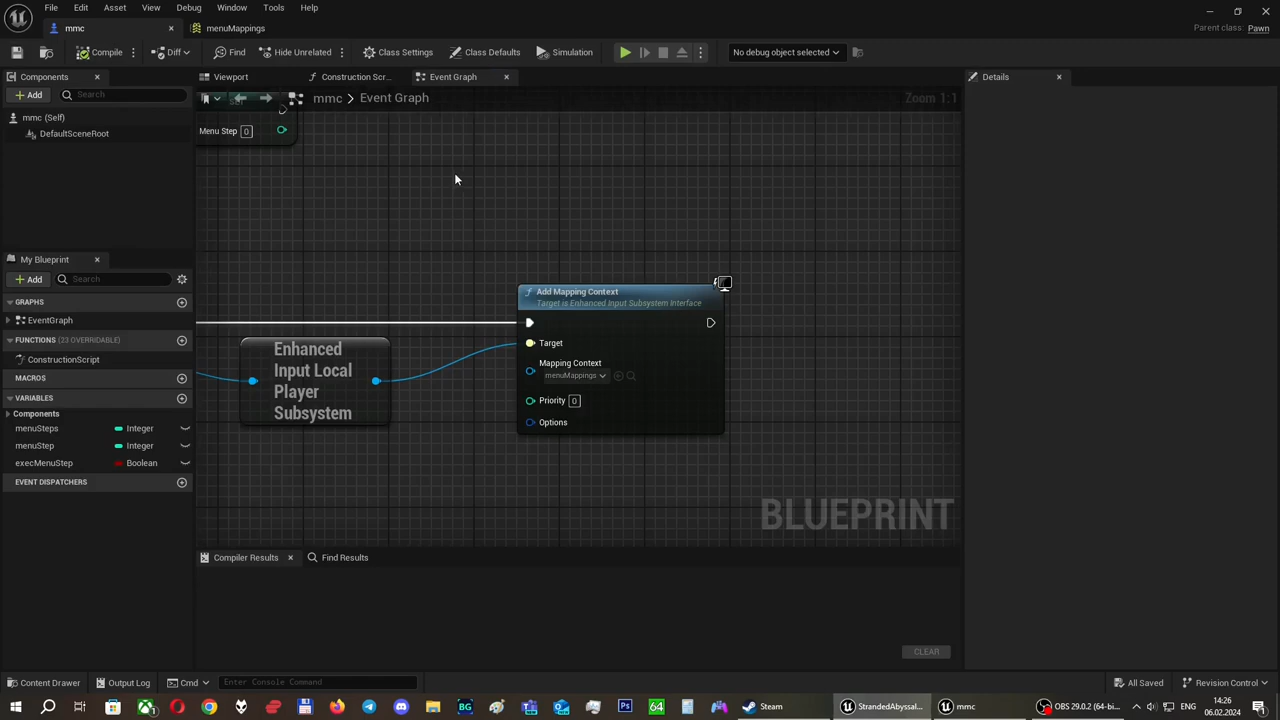 File Edit Asset View Debug Window Tools Help
mmc
menuMappings
Parent class: Pawn
Compile
Diff
Find
Hide Unrelated
Class Settings
Class Defaults
Simulation
No debug object selected
Components
Viewport
Construction Scr...
Event Graph
Details
Add
Search
mmc > Event Graph
Zoom 1:1
mmc (Self)
DefaultSceneRoot
Menu Step 0
My Blueprint
Add
Search
GRAPHS
EventGraph
FUNCTIONS (23 OVERRIDABLE)
ConstructionScript
MACROS
VARIABLES
Components
menuSteps Integer
menuStep Integer
execMenuStep Boolean
EVENT DISPATCHERS
Add Mapping Context
Target is Enhanced Input Subsystem Interface
Target
Mapping Context
menuMappings
Priority 0
Options
Enhanced
Input Local
Player
Subsystem
BLUEPRINT
Compiler Results
Find Results
CLEAR
Content Drawer
Output Log
Cmd
Enter Console Command
All Saved
Revision Control
Steam
StrandedAbyssal...
mmc
OBS 29.0.2 (64-bi...
ENG
14:26
06.02.2024